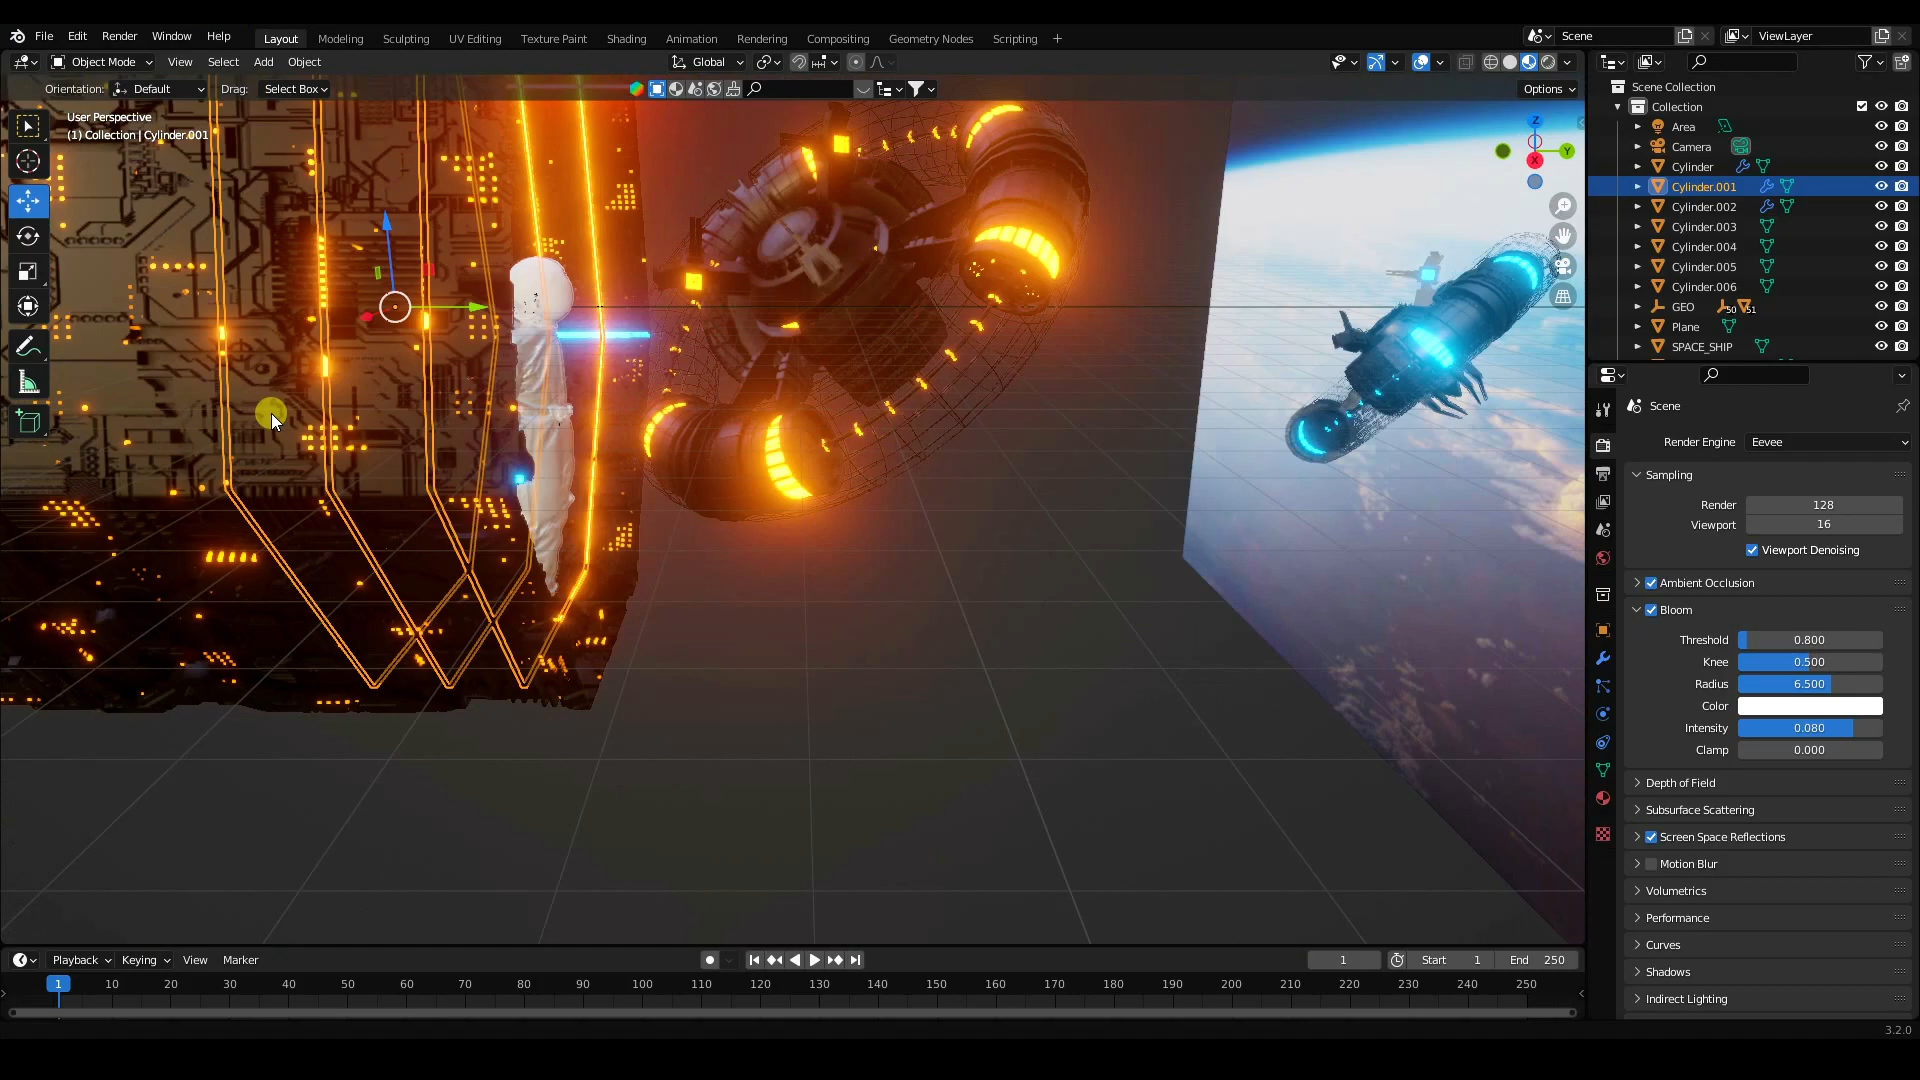 File Edit Render Window Help Layout Modeling Sculpting UV Editing Texture Paint Shading Animation Rendering Compositing Geometry Nodes Scripting + Scene ViewLayer
Object Mode View Select Add Object Global
Orientation: Default Drag: Select Box Options
User Perspective
(1) Collection | Cylinder.001
Z
Y
X
Scene Collection
Collection
Area
Camera
Cylinder
Cylinder.001
Cylinder.002
Cylinder.003
Cylinder.004
Cylinder.005
Cylinder.006
GEO 50 51
Plane
SPACE_SHIP
Scene
Render Engine Eevee
Sampling
Render 128
Viewport 16
Viewport Denoising
Ambient Occlusion
Bloom
Threshold 0.800
Knee 0.500
Radius 6.500
Color
Intensity 0.080
Clamp 0.000
Depth of Field
Subsurface Scattering
Screen Space Reflections
Motion Blur
Volumetrics
Performance
Curves
Shadows
Indirect Lighting
Playback Keying View Marker 1 Start 1 End 250
1 10 20 30 40 50 60 70 80 90 100 110 120 130 140 150 160 170 180 190 200 210 220 230 240 250
3.2.0